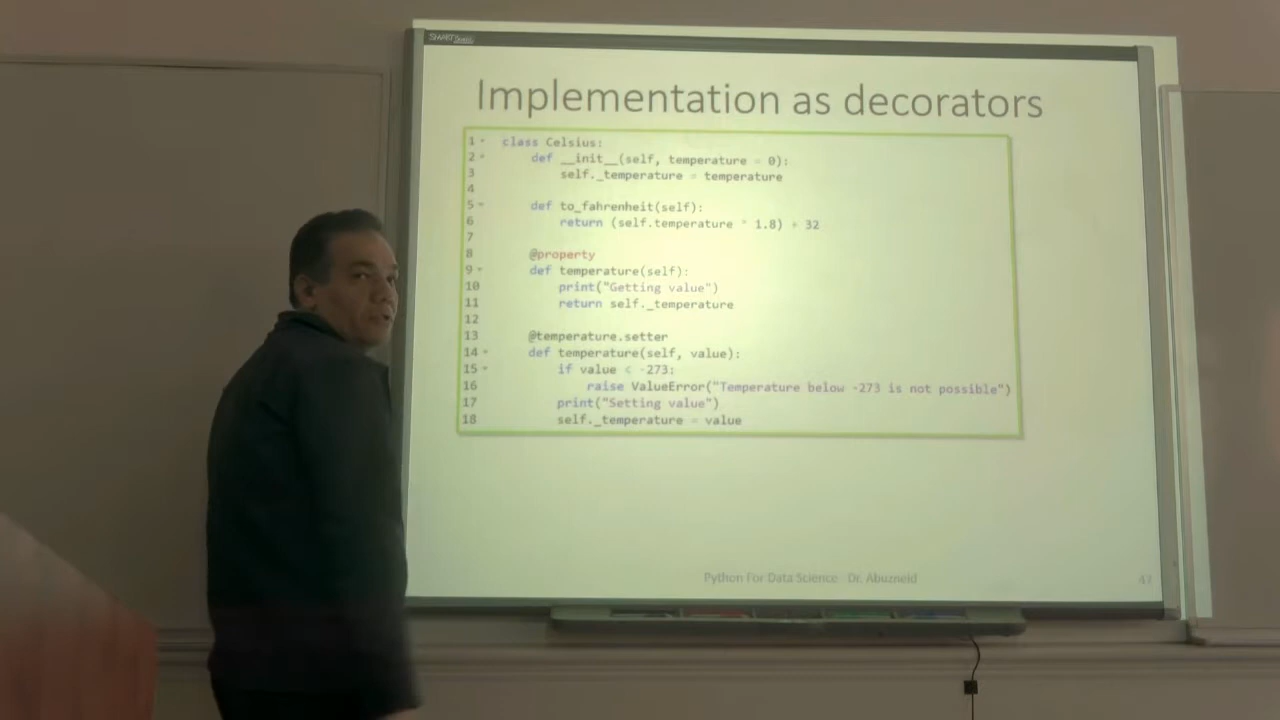 SMART Board
Implementation as decorators
1 class Celsius:
2 def __init__(self, temperature = 0):
3 self._temperature = temperature
4
5 def to_fahrenheit(self):
6 return (self.temperature * 1.8) + 32
7
8 @property
9 def temperature(self):
10 print("Getting value")
11 return self._temperature
12
13 @temperature.setter
14 def temperature(self, value):
15 if value < -273:
16 raise ValueError("Temperature below -273 is not possible")
17 print("Setting value")
18 self._temperature = value
Python For Data Science Dr. Abuzneid
47